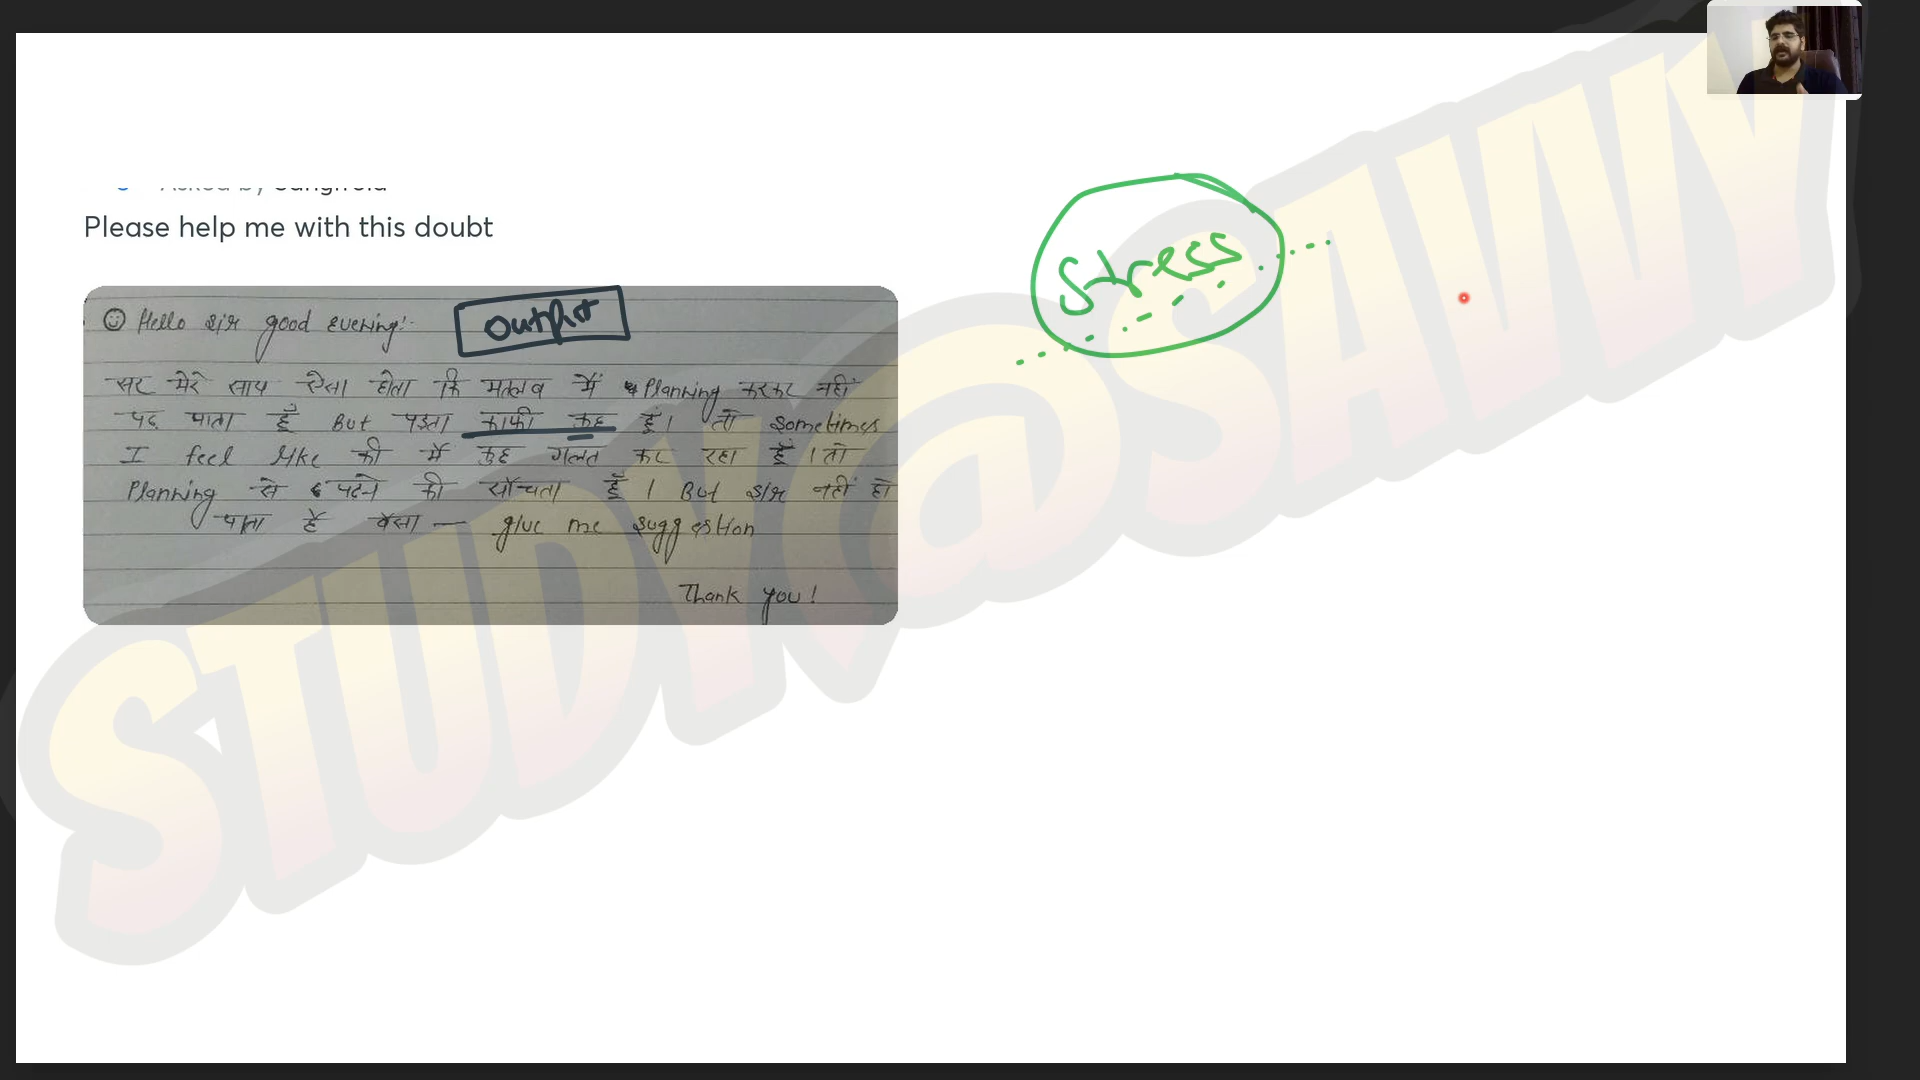 Please help me with this doubt
Hello sir good evening!
output
सर मेरे साथ ऐसा होता कि मतलब मैं Planning करकर नहीं
पढ़ पाता हूँ But पड़ता काफी कुछ हूं। तो sometimes
I feel like की मैं कुछ गलत कर रहा हूँ । तो
Planning से पढ़ने की सोंचता हूँ । But sir नहीं हो
पाता है वैसा — give me suggestion
Thank you!
Stress
STUDY@SAVVY